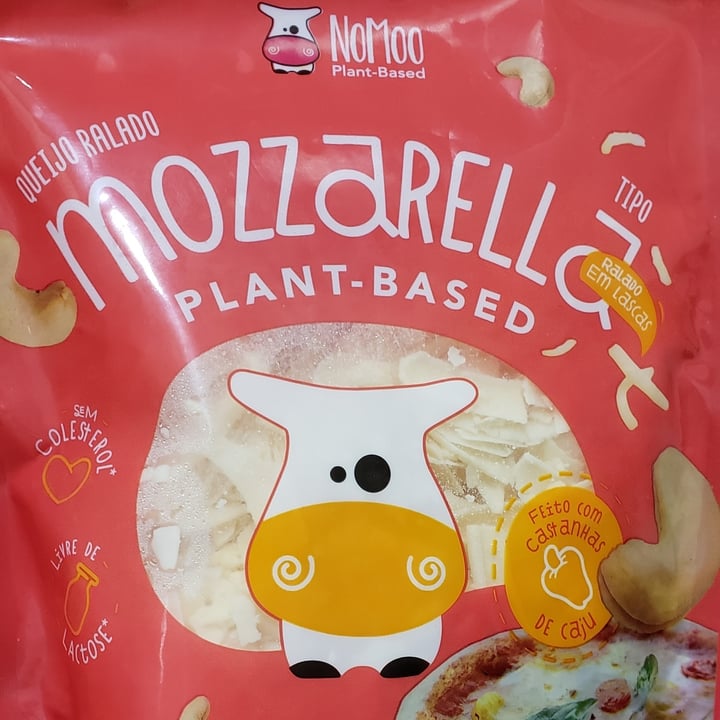 NoMoo
Plant-Based
QUEIJO RALADO
mozzarella
TIPO
PLANT-BASED
RALADO
EM LASCAS
SEM
COLESTEROL*
LIVRE DE
LACTOSE*
FEITO COM
CASTANHAS
DE CAJU